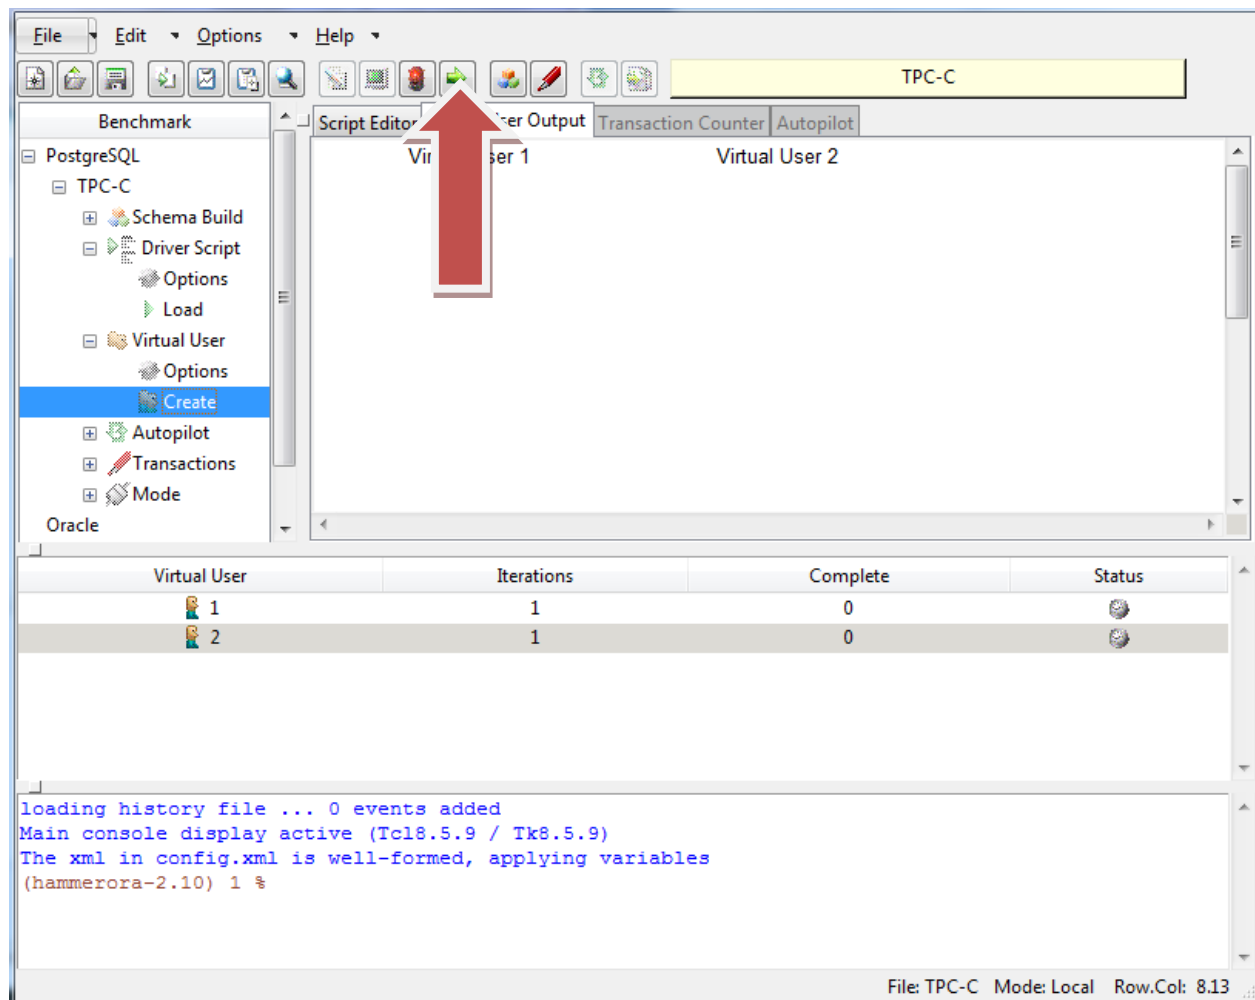 File Edit Options Help
TPC-C
Benchmark
Script Editor ser Output Transaction Counter Autopilot
PostgreSQL
TPC-C
Schema Build
Driver Script
Options
Load
Virtual User
Options
Create
Autopilot
Transactions
Mode
Oracle
Vir ser 1 Virtual User 2
Virtual User Iterations Complete Status
1 1 0
2 1 0
loading history file ... 0 events added
Main console display active (Tcl8.5.9 / Tk8.5.9)
The xml in config.xml is well-formed, applying variables
(hammerora-2.10) 1 %
File: TPC-C Mode: Local Row.Col: 8.13